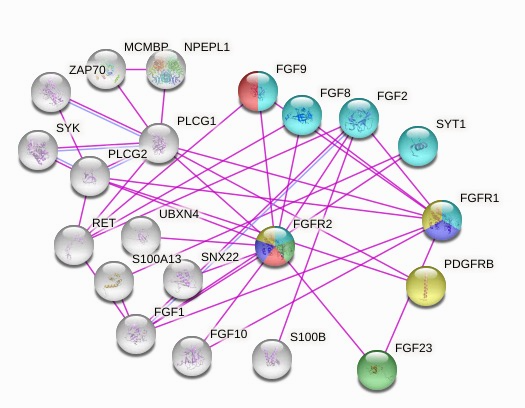 MCMBP NPEPL1
ZAP70
FGF9
FGF8
FGF2
SYK
PLCG1
SYT1
PLCG2
FGFR1
RET
UBXN4
FGFR2
S100A13
SNX22
PDGFRB
FGF1
FGF10
S100B
FGF23